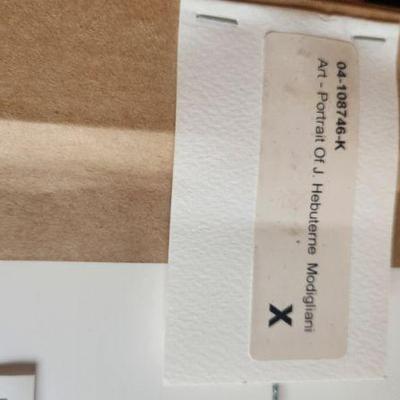 04-108746-K
Art - Portrait Of J. Hebuterne Modigliani
X